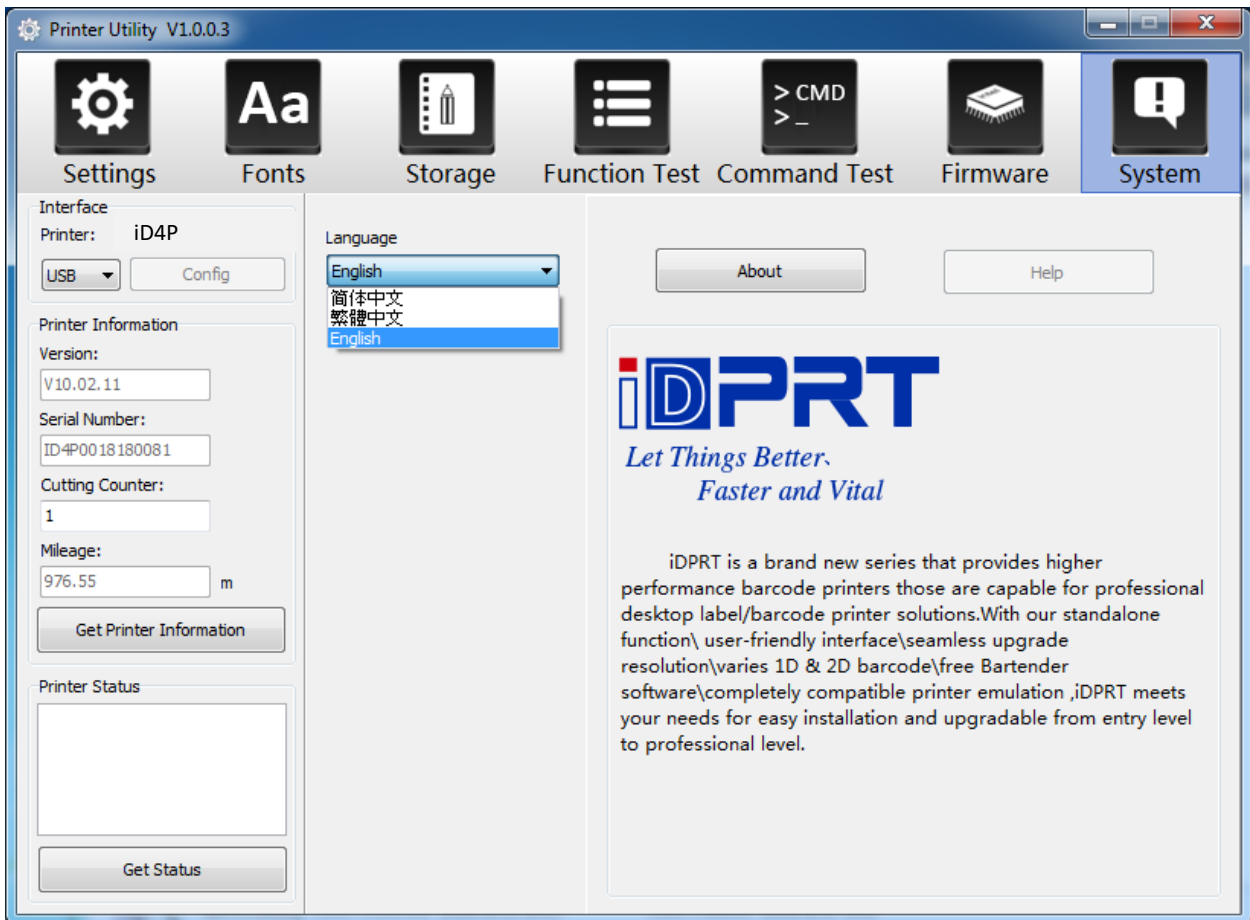 Printer Utility V1.0.0.3
> CMD
> _
Aa
Settings
Fonts
Storage
Function Test
Command Test
Firmware
System
Interface
Printer: iD4P
USB
Config
Printer Information
Version:
V10.02.11
Serial Number:
ID4P0018180081
Cutting Counter:
1
Mileage:
976.55 m
Get Printer Information
Printer Status
Get Status
Language
English
简体中文
繁體中文
English
About
Help
iDPRT
Let Things Better、
Faster and Vital
iDPRT is a brand new series that provides higher
performance barcode printers those are capable for professional
desktop label/barcode printer solutions.With our standalone
function\ user-friendly interface\seamless upgrade
resolution\varies 1D & 2D barcode\free Bartender
software\completely compatible printer emulation ,iDPRT meets
your needs for easy installation and upgradable from entry level
to professional level.